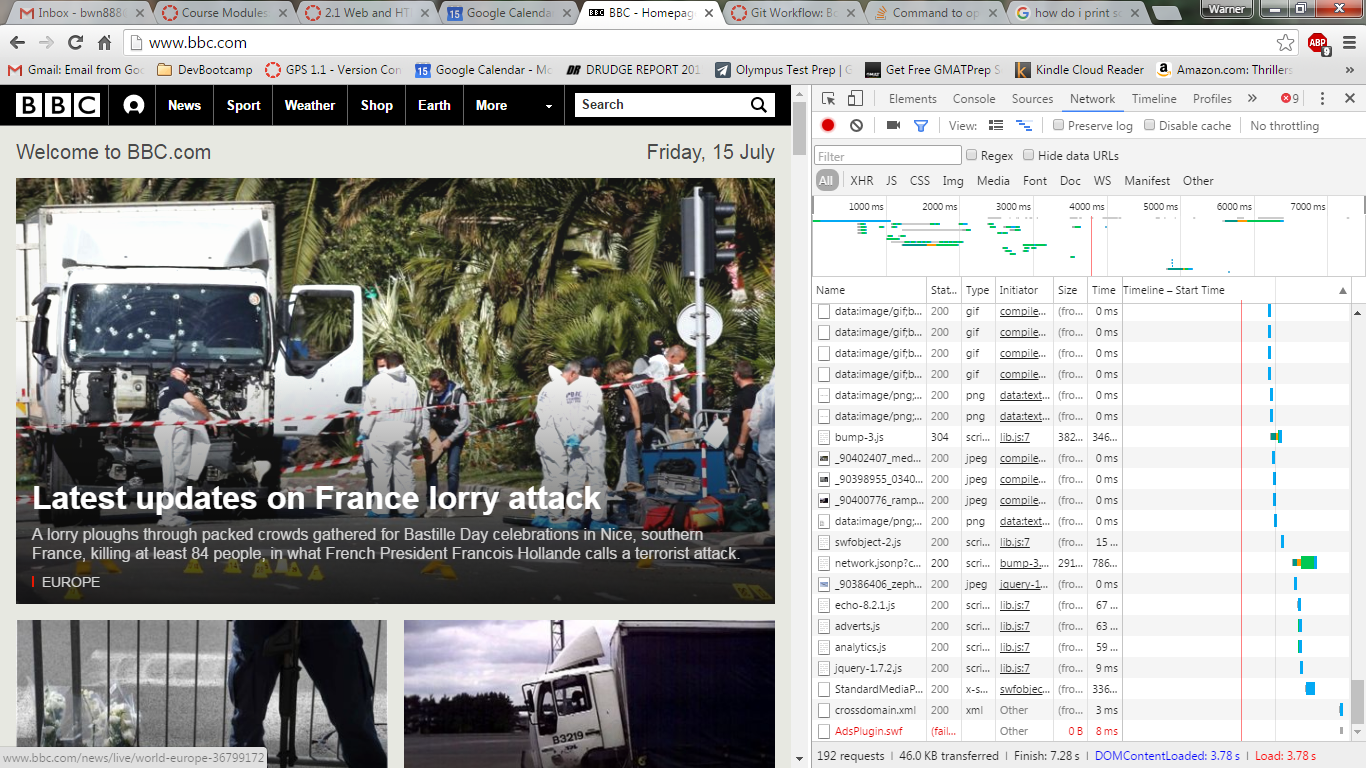 Inbox - bwn8886
Course Modules
2.1 Web and HT
Google Calendar
BBC - Homepag
Git Workflow: Bo
Command to op
how do i print s
Warner
www.bbc.com
ABP
9
Gmail: Email from Goo
DevBootcamp
GPS 1.1 - Version Con
Google Calendar - Mo
DR DRUDGE REPORT 201
Olympus Test Prep | G
Get Free GMATPrep S
Kindle Cloud Reader
Amazon.com: Thrillers
»
BBC
News
Sport
Weather
Shop
Earth
More
Search
Welcome to BBC.com
Friday, 15 July
Latest updates on France lorry attack
A lorry ploughs through packed crowds gathered for Bastille Day celebrations in Nice, southern
France, killing at least 84 people, in what French President Francois Hollande calls a terrorist attack.
EUROPE
B3219
www.bbc.com/news/live/world-europe-36799172
Elements Console Sources Network Timeline Profiles » 9
View: Preserve log Disable cache No throttling
Filter Regex Hide data URLs
All XHR JS CSS Img Media Font Doc WS Manifest Other
1000 ms 2000 ms 3000 ms 4000 ms 5000 ms 6000 ms 7000 ms
Name Stat... Type Initiator Size Time Timeline – Start Time
data:image/gif;b... 200 gif compile... (fro... 0 ms
data:image/gif;b... 200 gif compile... (fro... 0 ms
data:image/gif;b... 200 gif compile... (fro... 0 ms
data:image/gif;b... 200 gif compile... (fro... 0 ms
data:image/png;... 200 png data:text... (fro... 0 ms
data:image/png;... 200 png data:text... (fro... 0 ms
bump-3.js 304 scri... lib.js:7 382... 346...
_90402407_med... 200 jpeg compile... (fro... 0 ms
_90398955_0340... 200 jpeg compile... (fro... 0 ms
_90400776_ramp... 200 jpeg compile... (fro... 0 ms
data:image/png;... 200 png data:text... (fro... 0 ms
swfobject-2.js 200 scri... lib.js:7 (fro... 15 ...
network.jsonp?c... 200 scri... bump-3... 291... 786...
_90386406_zeph... 200 jpeg jquery-1... (fro... 0 ms
echo-8.2.1.js 200 scri... lib.js:7 (fro... 67 ...
adverts.js 200 scri... lib.js:7 (fro... 63 ...
analytics.js 200 scri... lib.js:7 (fro... 59 ...
jquery-1.7.2.js 200 scri... lib.js:7 (fro... 9 ms
StandardMediaP... 200 x-s... swfobjec... (fro... 336...
crossdomain.xml 200 xml Other (fro... 3 ms
AdsPlugin.swf (fail... Other 0 B 8 ms
192 requests | 46.0 KB transferred | Finish: 7.28 s | DOMContentLoaded: 3.78 s | Load: 3.78 s